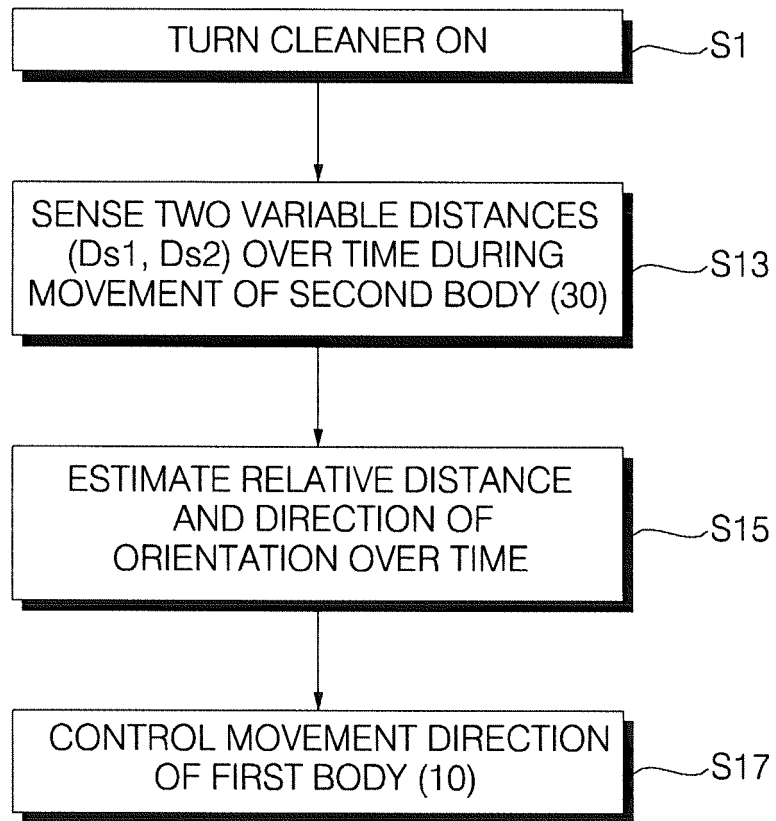 TURN CLEANER ON
S1
SENSE TWO VARIABLE DISTANCES
(Ds1, Ds2) OVER TIME DURING
MOVEMENT OF SECOND BODY (30)
S13
ESTIMATE RELATIVE DISTANCE
AND DIRECTION OF
ORIENTATION OVER TIME
S15
CONTROL MOVEMENT DIRECTION
OF FIRST BODY (10)
S17